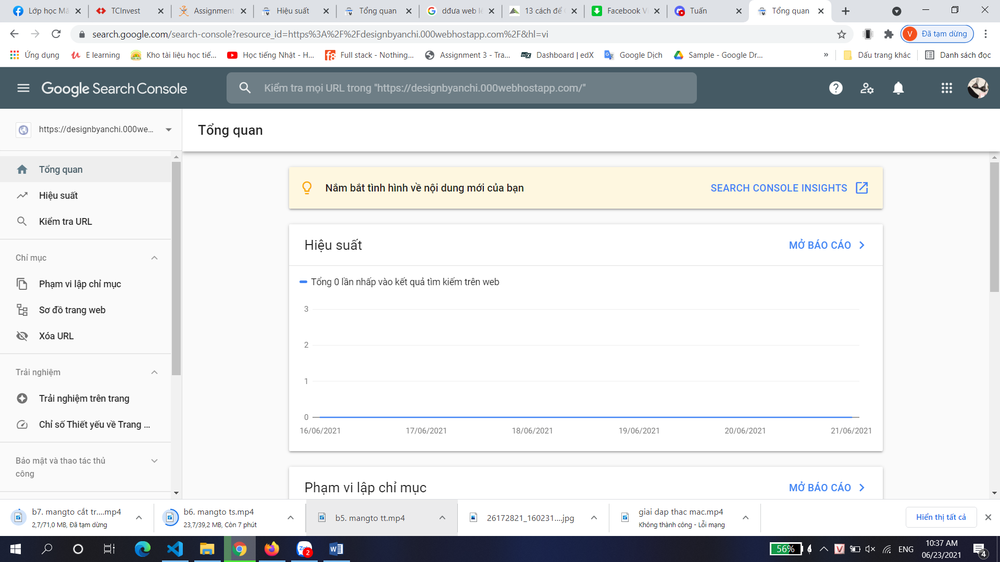 Lớp học Mã
TCInvest
Assignment
Hiệu suất
Tổng quan
dđưa web lê
13 cách để
Facebook Vi
Tuấn
Tổng quan
search.google.com/search-console?resource_id=https%3A%2F%2Fdesignbyanchi.000webhostapp.com%2F&hl=vi
V
Đã tạm dừng
Ứng dụng
E learning
Kho tài liệu học tiế...
Học tiếng Nhật - H...
f8
Full stack - Nothing...
Assignment 3 - Tra...
edX
Dashboard | edX
Google Dịch
Sample - Google Dr...
»
Dấu trang khác
Danh sách đọc
Google Search Console
Kiểm tra mọi URL trong "https://designbyanchi.000webhostapp.com/"
https://designbyanchi.000we...
Tổng quan
Tổng quan
Hiệu suất
Kiểm tra URL
Chỉ mục
Phạm vi lập chỉ mục
Sơ đồ trang web
Xóa URL
Trải nghiệm
Trải nghiệm trên trang
Chỉ số Thiết yếu về Trang ...
Bảo mật và thao tác thủ
công
Nắm bắt tình hình về nội dung mới của bạn
SEARCH CONSOLE INSIGHTS
Hiệu suất
MỞ BÁO CÁO
Tổng 0 lần nhấp vào kết quả tìm kiếm trên web
3
2
1
0
16/06/2021
17/06/2021
18/06/2021
19/06/2021
20/06/2021
21/06/2021
Phạm vi lập chỉ mục
MỞ BÁO CÁO
b7. mangto cắt tr....mp4
2,7/71,0 MB, Đã tạm dừng
b6. mangto ts.mp4
23,7/39,2 MB, Còn 7 phút
b5. mangto tt.mp4
26172821_160231....jpg
giai dap thac mac.mp4
Không thành công - Lỗi mạng
Hiển thị tất cả
2
56%
V
ENG
10:37 AM
06/23/2021
4